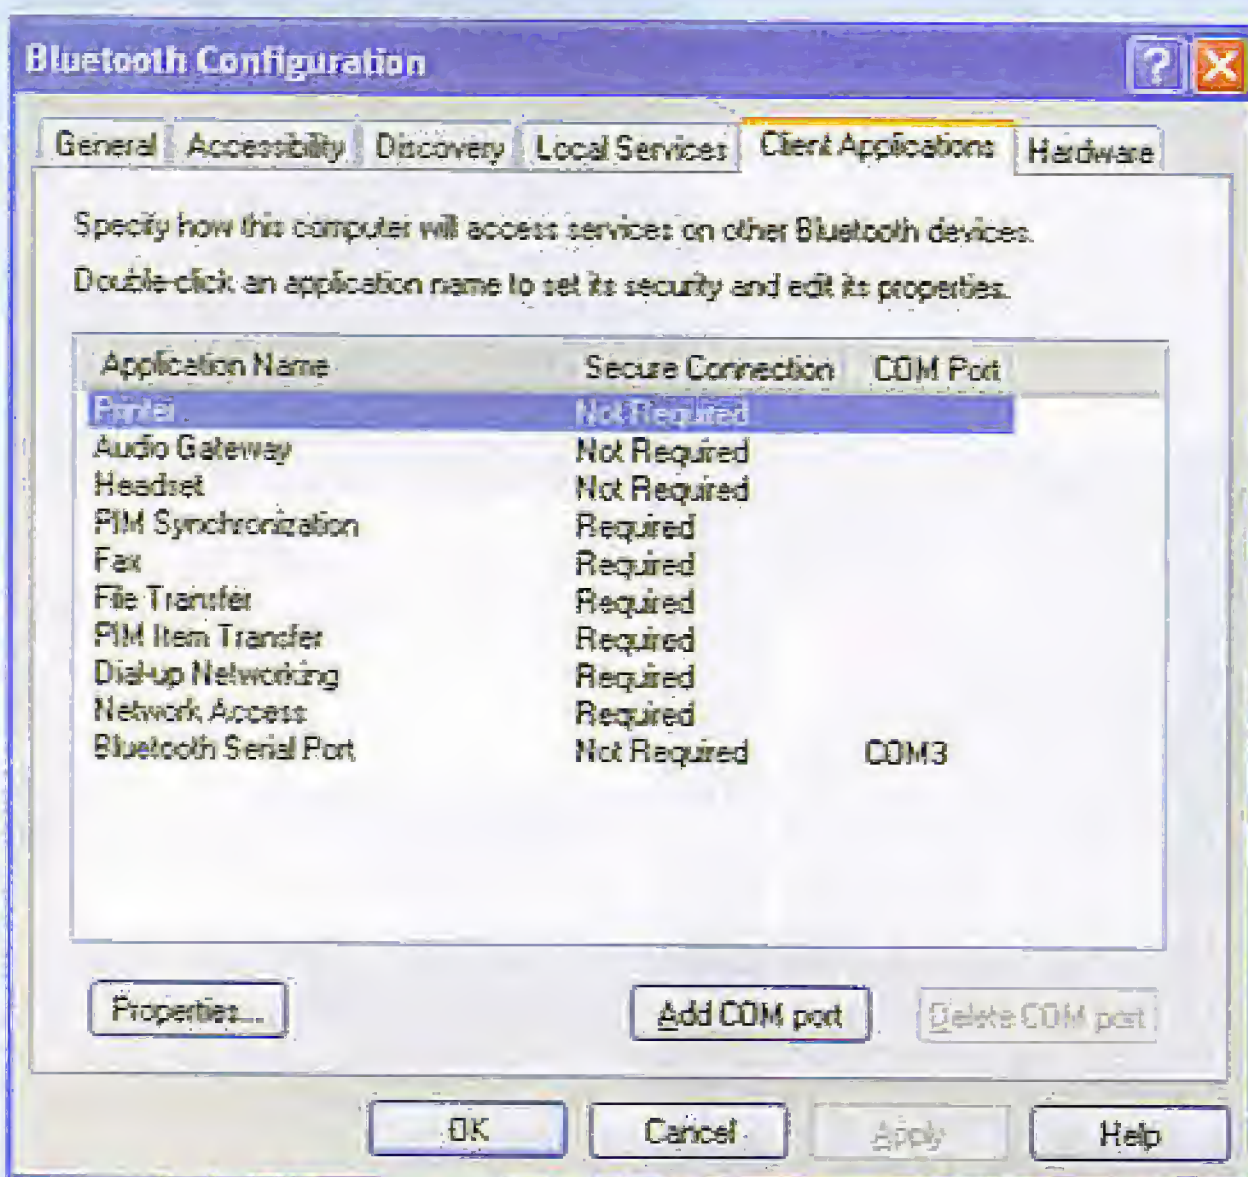 Bluetooth Configuration
General Accessibility Discovery Local Services Client Applications Hardware
Specify how this computer will access services on other Bluetooth devices.
Double-click an application name to set its security and edit its properties.
Application Name Secure Connection COM Port
Printer Not Required
Audio Gateway Not Required
Headset Not Required
PIM Synchronization Required
Fax Required
File Transfer Required
PIM Item Transfer Required
Dial-up Networking Required
Network Access Required
Bluetooth Serial Port Not Required COM3
Properties... Add COM port Delete COM port
OK Cancel Apply Help